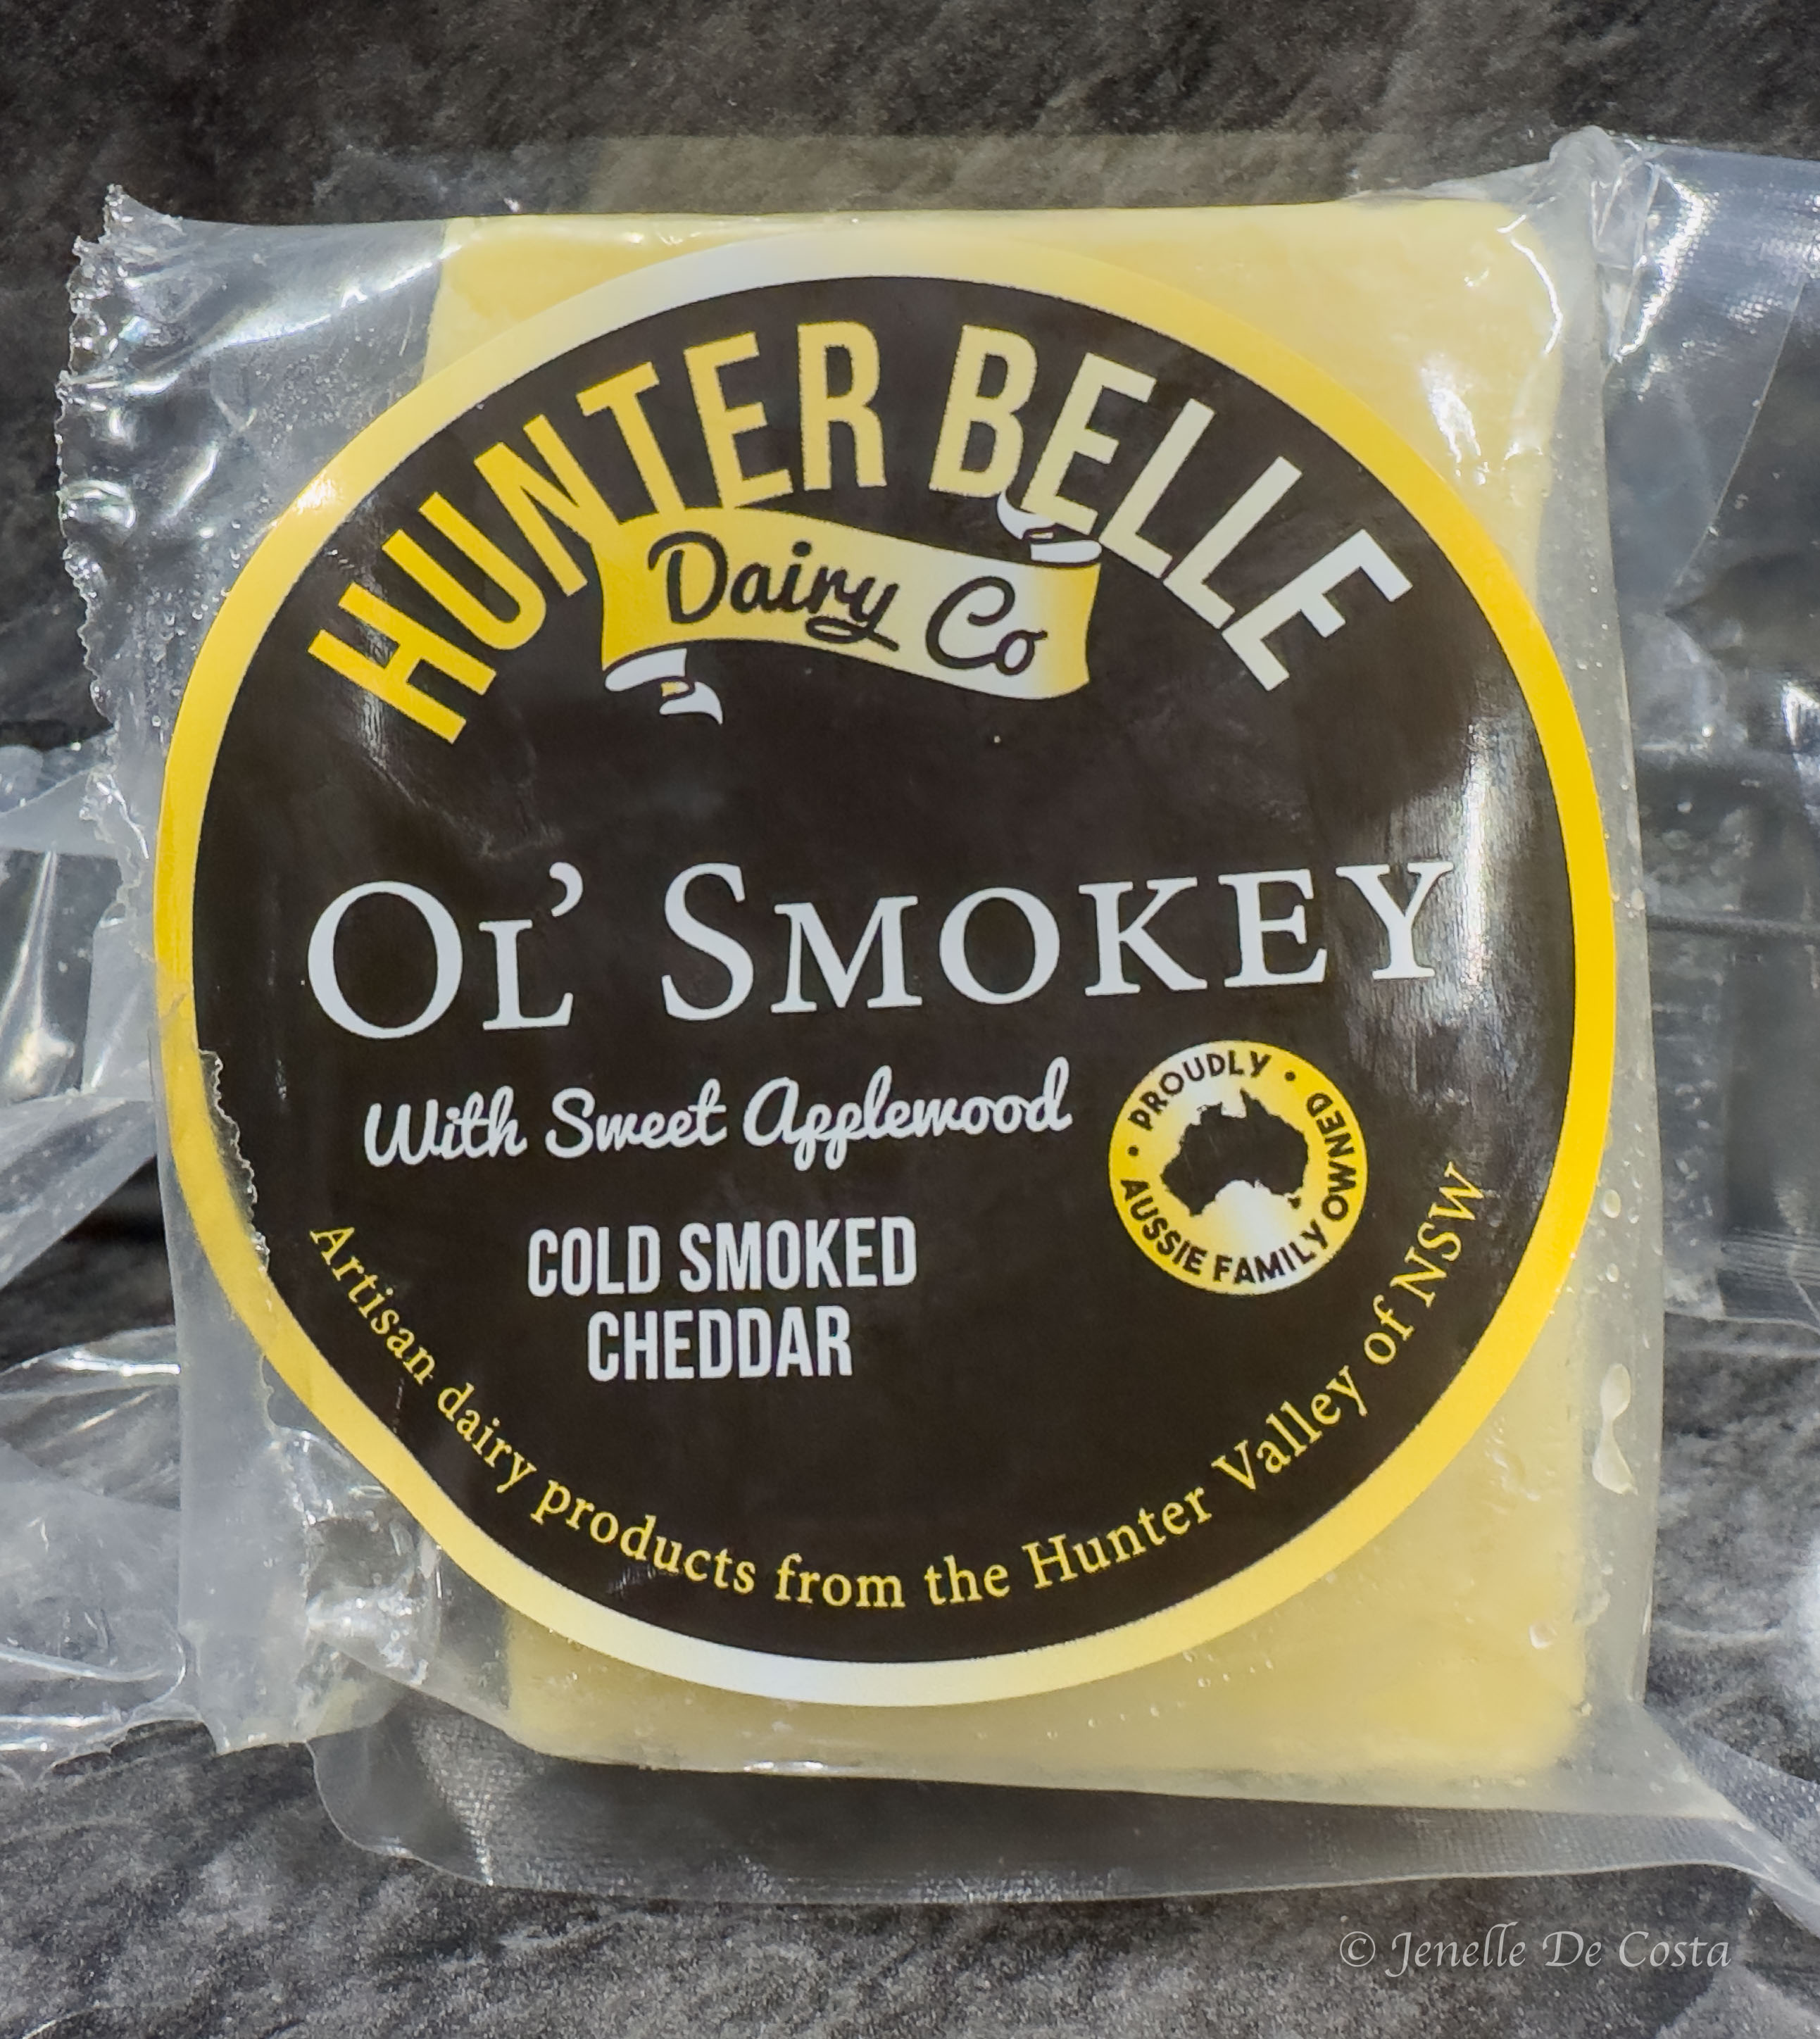 HUNTER BELLE
Dairy Co
OL' SMOKEY
With Sweet Applewood
• PROUDLY •
AUSSIE FAMILY OWNED
COLD SMOKED
CHEDDAR
Artisan dairy products from the Hunter Valley of NSW
© Jenelle De Costa